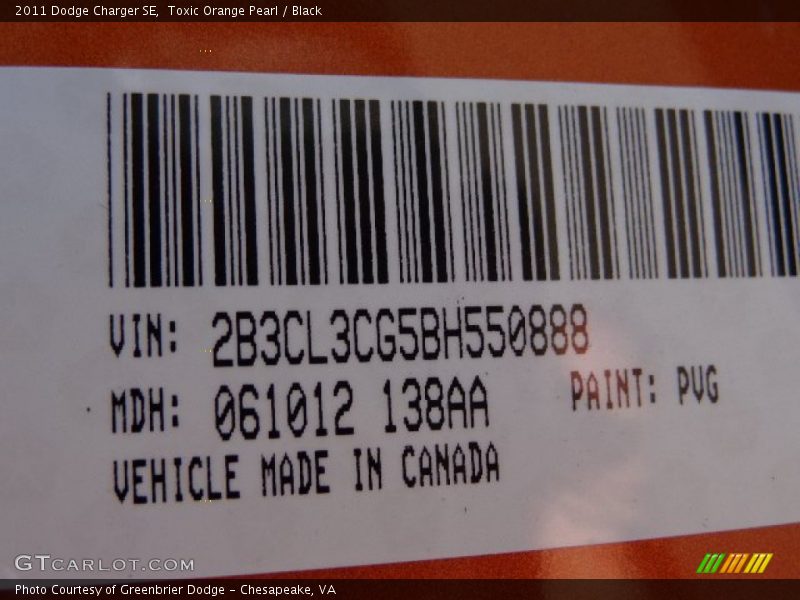 2011 Dodge Charger SE,  Toxic Orange Pearl / Black
VIN: 2B3CL3CG5BH550888
MDH: 061012 138AA PAINT: PVG
VEHICLE MADE IN CANADA
GTCARLOT.COM
Photo Courtesy of Greenbrier Dodge - Chesapeake, VA